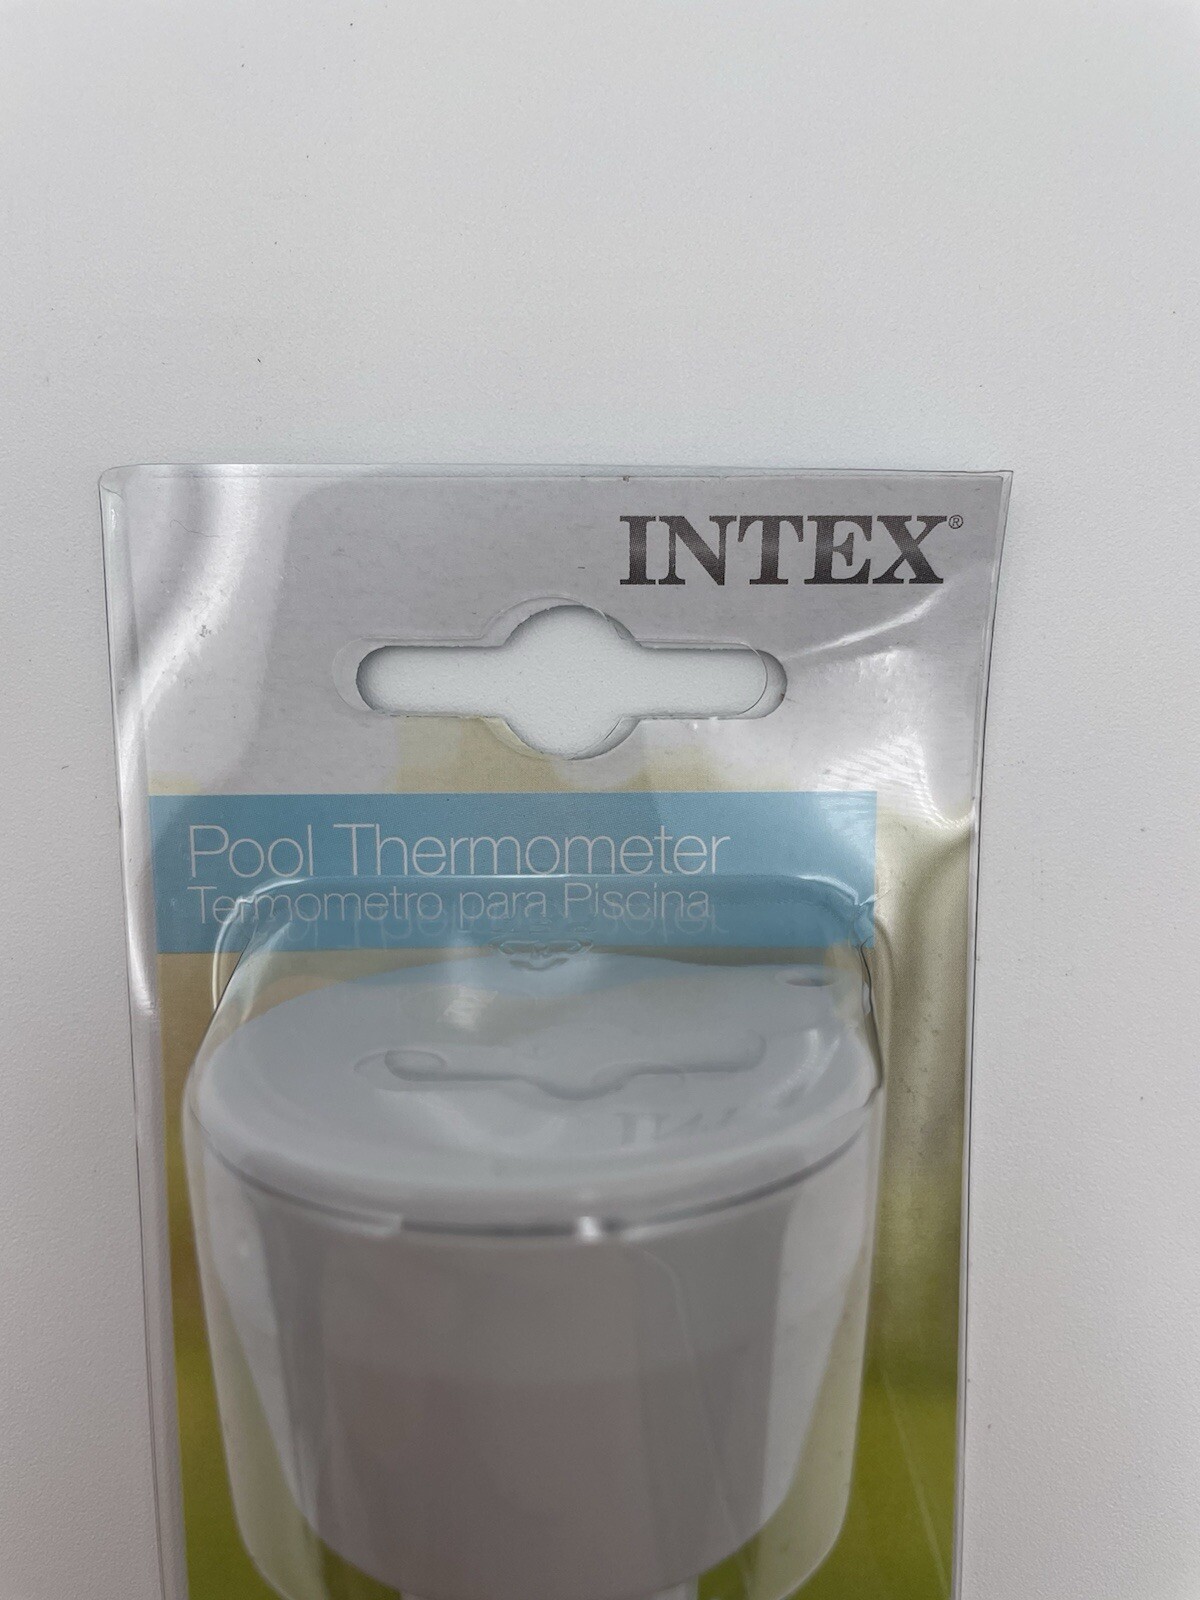 INTEX®
Pool Thermometer
Termometro para Piscina